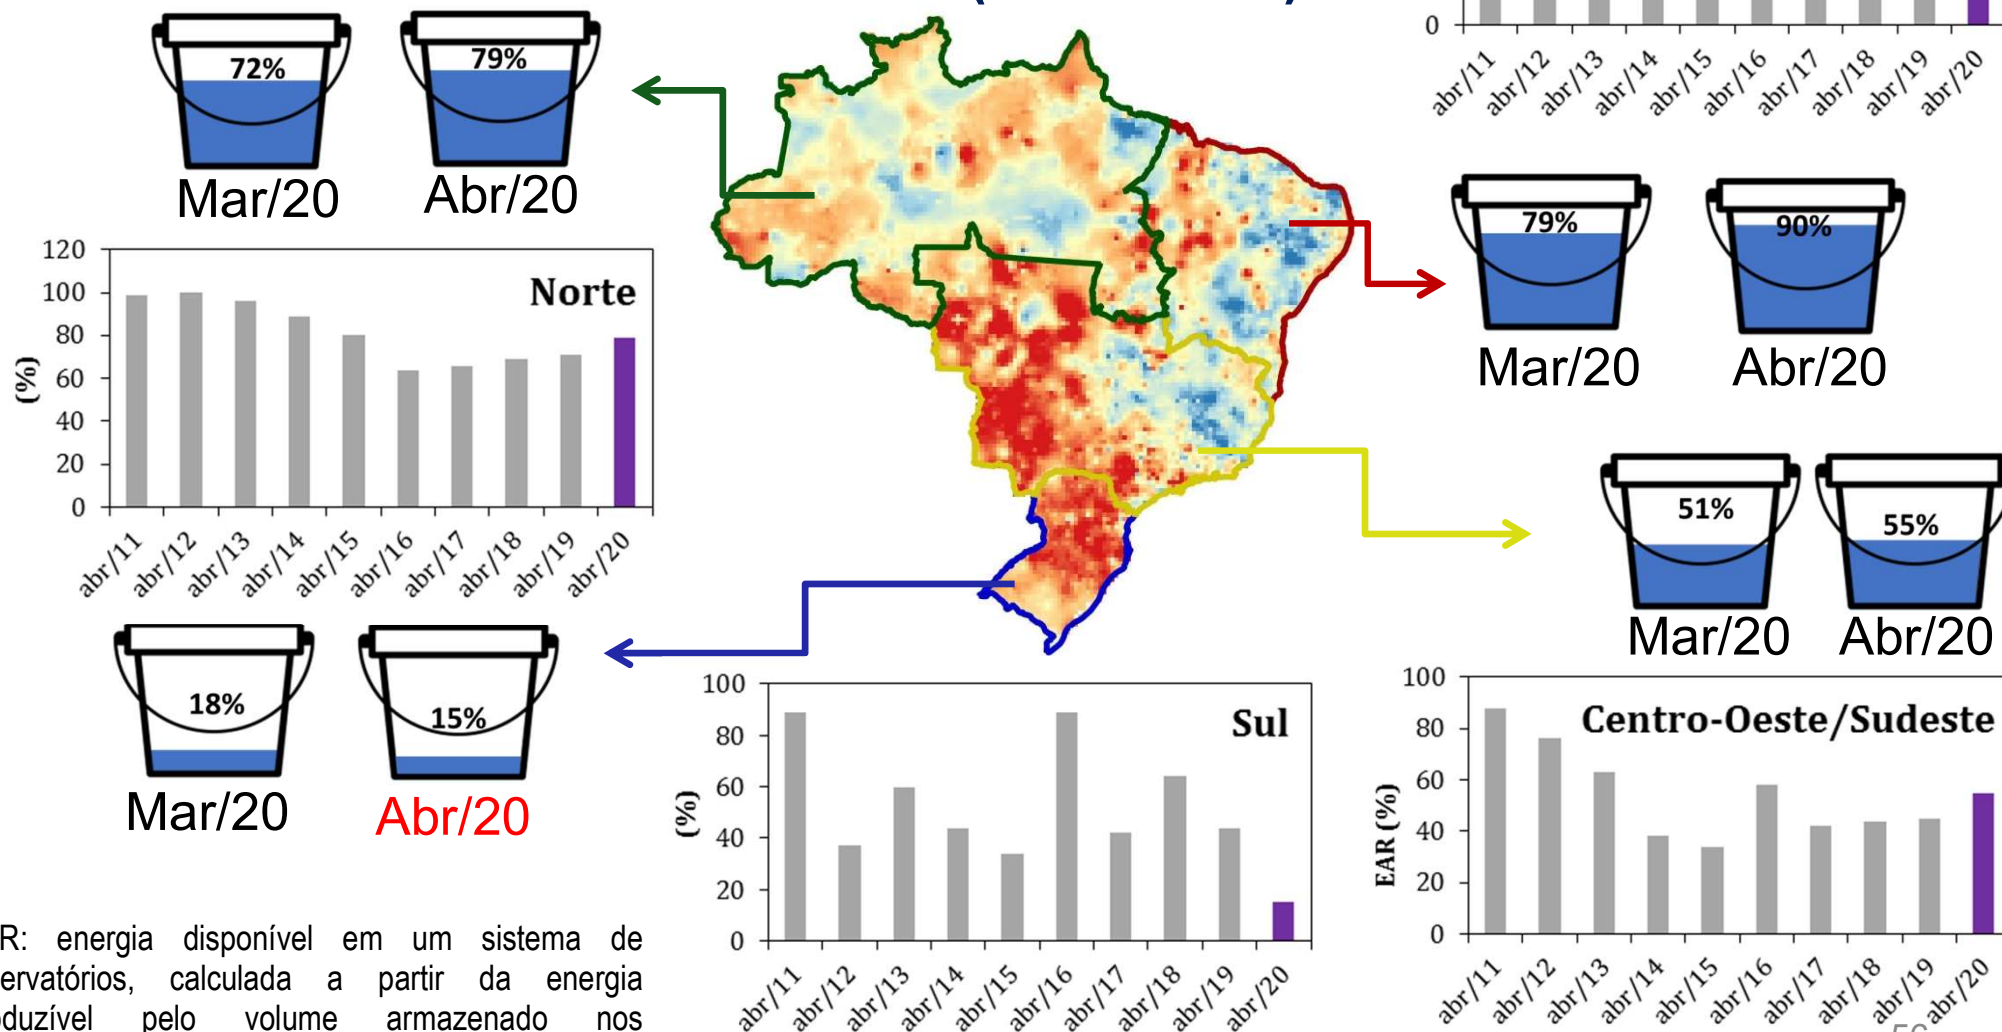 72%
79%
Mar/20
Abr/20
0
abr/11
abr/12
abr/13
abr/14
abr/15
abr/16
abr/17
abr/18
abr/19
abr/20
79%
90%
Mar/20
Abr/20
120
100
80
60
40
20
0
(%)
Norte
abr/11
abr/12
abr/13
abr/14
abr/15
abr/16
abr/17
abr/18
abr/19
abr/20
51%
55%
Mar/20
Abr/20
18%
15%
Mar/20
Abr/20
100
80
60
40
20
0
(%)
Sul
abr/11
abr/12
abr/13
abr/14
abr/15
abr/16
abr/17
abr/18
abr/19
abr/20
100
80
60
40
20
0
EAR (%)
Centro-Oeste/Sudeste
abr/11
abr/12
abr/13
abr/14
abr/15
abr/16
abr/17
abr/18
abr/19
abr/20
R: energia disponível em um sistema de
ervatórios, calculada a partir da energia
duzível pelo volume armazenado nos